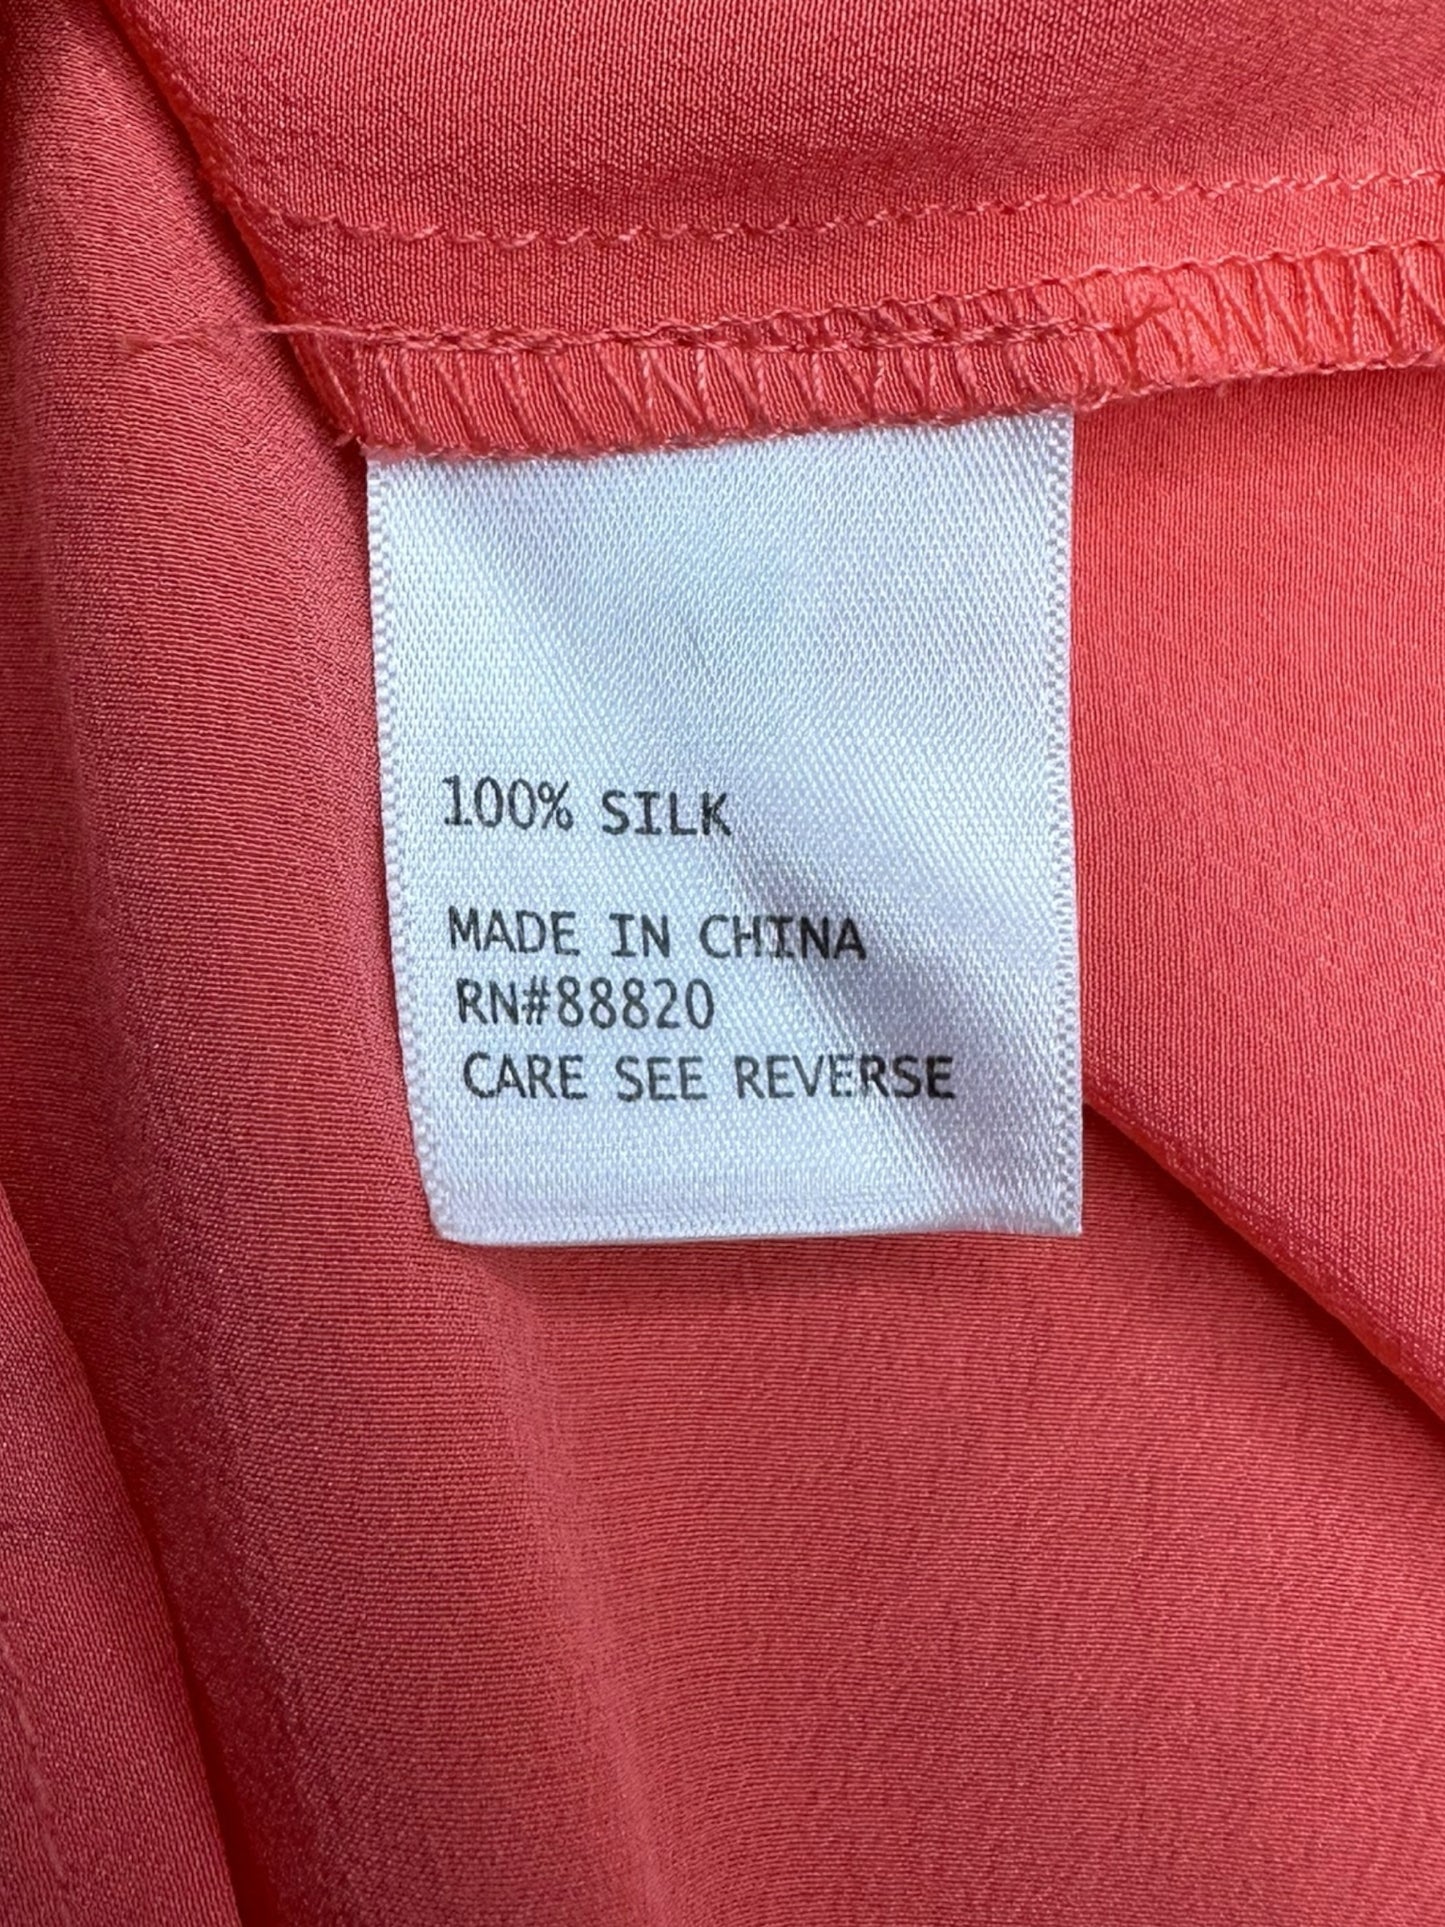 100% SILK
MADE IN CHINA
RN#88820
CARE SEE REVERSE